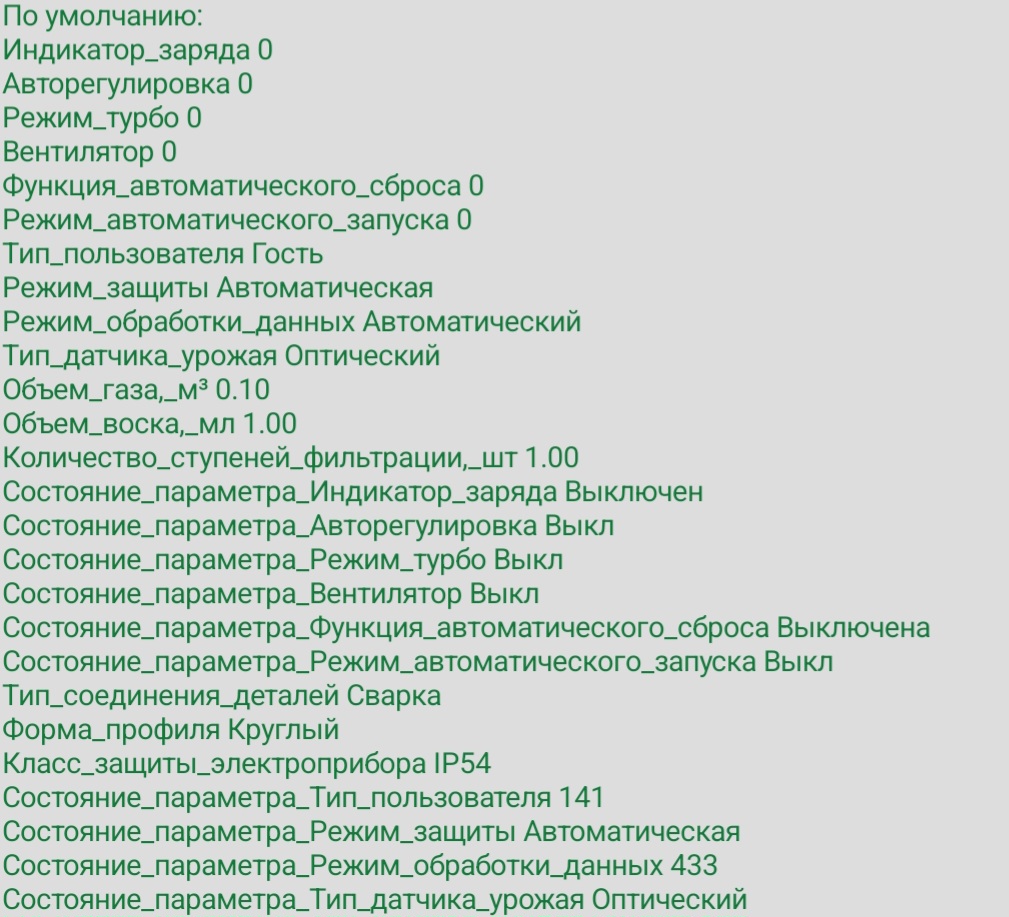 По умолчанию:
Индикатор_заряда 0
Авторегулировка 0
Режим_турбо 0
Вентилятор 0
Функция_автоматического_сброса 0
Режим_автоматического_запуска 0
Тип_пользователя Гость
Режим_защиты Автоматическая
Режим_обработки_данных Автоматический
Тип_датчика_урожая Оптический
Объем_газа,_м³ 0.10
Объем_воска,_мл 1.00
Количество_ступеней_фильтрации,_шт 1.00
Состояние_параметра_Индикатор_заряда Выключен
Состояние_параметра_Авторегулировка Выкл
Состояние_параметра_Режим_турбо Выкл
Состояние_параметра_Вентилятор Выкл
Состояние_параметра_Функция_автоматического_сброса Выключена
Состояние_параметра_Режим_автоматического_запуска Выкл
Тип_соединения_деталей Сварка
Форма_профиля Круглый
Класс_защиты_электроприбора IP54
Состояние_параметра_Тип_пользователя 141
Состояние_параметра_Режим_защиты Автоматическая
Состояние_параметра_Режим_обработки_данных 433
Состояние_параметра_Тип_датчика_урожая Оптический